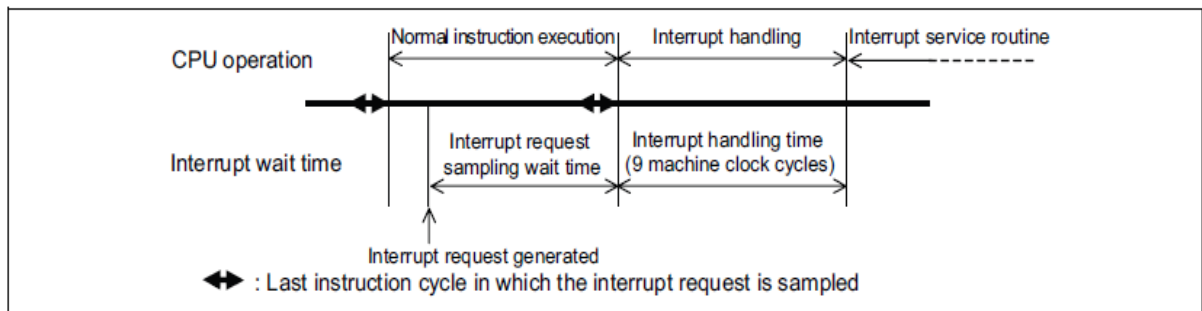 Normal instruction execution Interrupt handling Interrupt service routine
CPU operation
Interrupt wait time
Interrupt request
sampling wait time
Interrupt handling time
(9 machine clock cycles)
Interrupt request generated
: Last instruction cycle in which the interrupt request is sampled